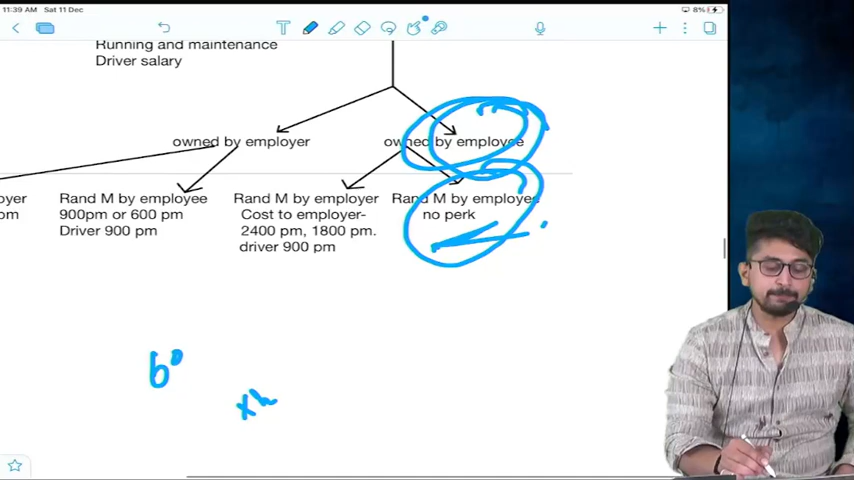 11:39 AM Sat 11 Dec
8%
Running and maintenance
Driver salary
owned by employer
owned by employee
yer
om
Rand M by employee
900pm or 600 pm
Driver 900 pm
Rand M by employer
Cost to employer-
2400 pm, 1800 pm.
driver 900 pm
Rand M by employee
no perk